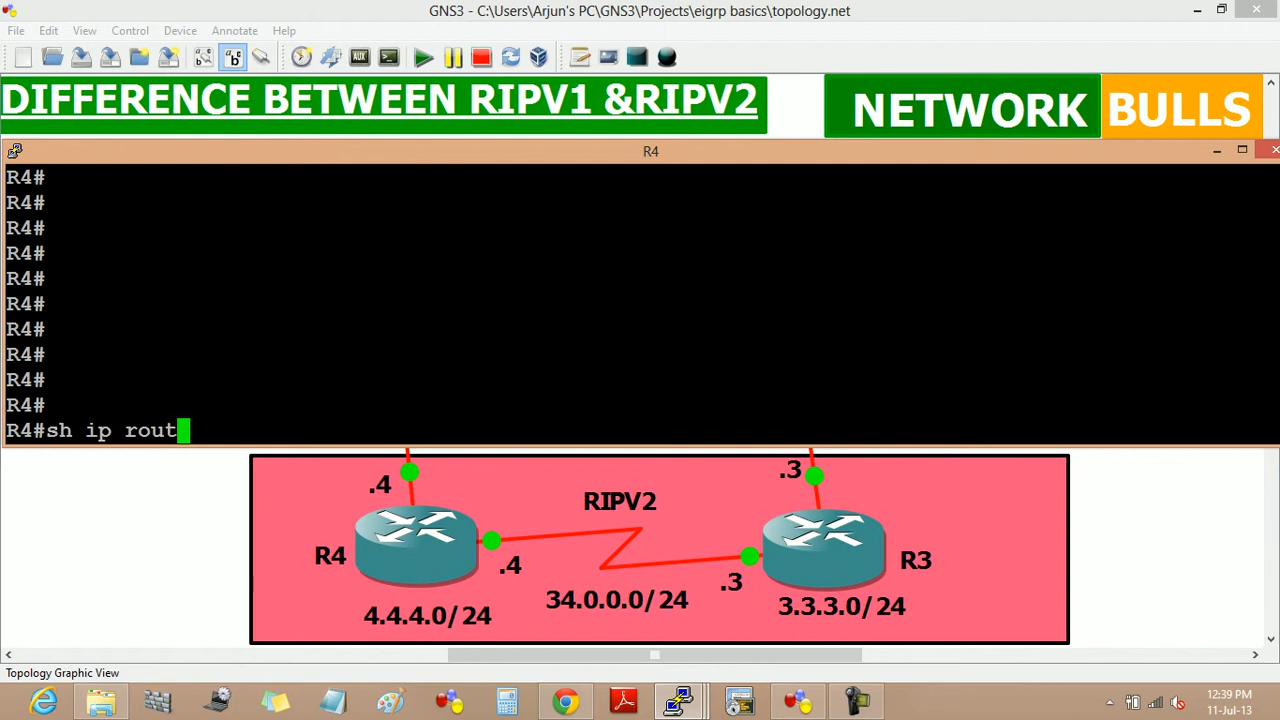 GNS3 - C:\Users\Arjun's PC\GNS3\Projects\eigrp basics\topology.net
File Edit View Control Device Annotate Help
DIFFERENCE BETWEEN RIPV1 &RIPV2
NETWORK BULLS
R4
R4#
R4#
R4#
R4#
R4#
R4#
R4#
R4#
R4#
R4#
R4#sh ip rout
.4
.3
RIPV2
R4
.4
.3
R3
34.0.0.0/24
4.4.4.0/24
3.3.3.0/24
Topology Graphic View
12:39 PM
11-Jul-13